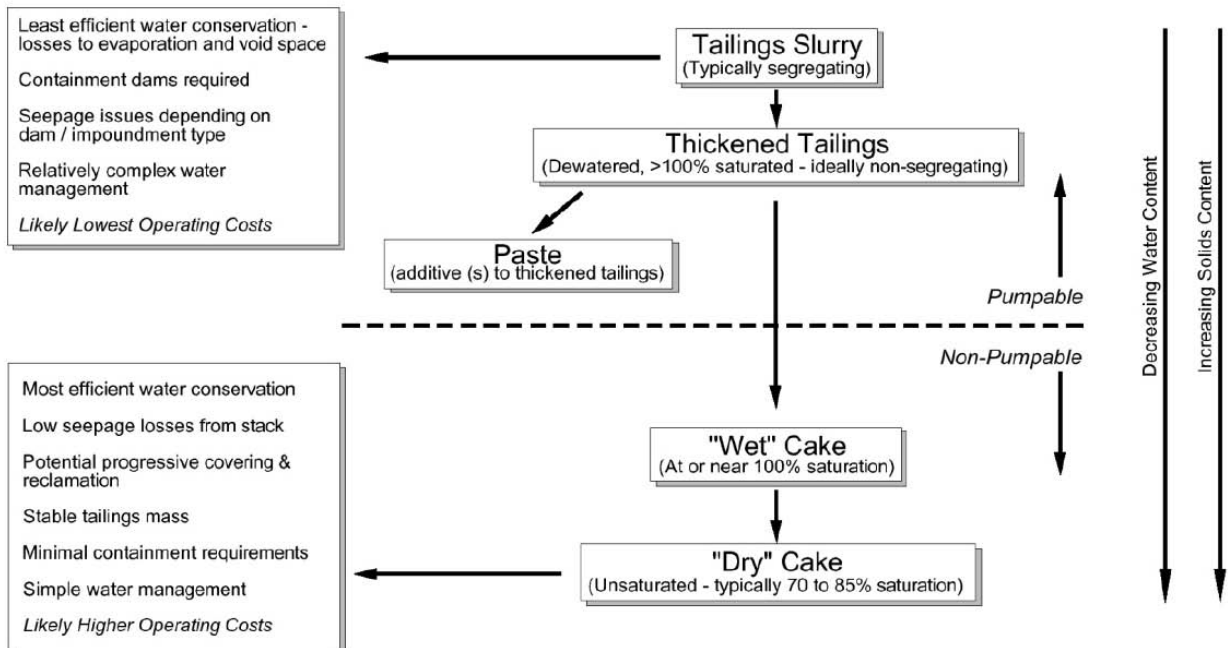 Least efficient water conservation -
losses to evaporation and void space
Containment dams required
Seepage issues depending on
dam / impoundment type
Relatively complex water
management
Likely Lowest Operating Costs
Tailings Slurry
(Typically segregating)
Thickened Tailings
(Dewatered, >100% saturated - ideally non-segregating)
Paste
(additive (s) to thickened tailings)
Pumpable
Non-Pumpable
Decreasing Water Content
Increasing Solids Content
Most efficient water conservation
Low seepage losses from stack
Potential progressive covering &
reclamation
Stable tailings mass
Minimal containment requirements
Simple water management
Likely Higher Operating Costs
"Wet" Cake
(At or near 100% saturation)
"Dry" Cake
(Unsaturated - typically 70 to 85% saturation)